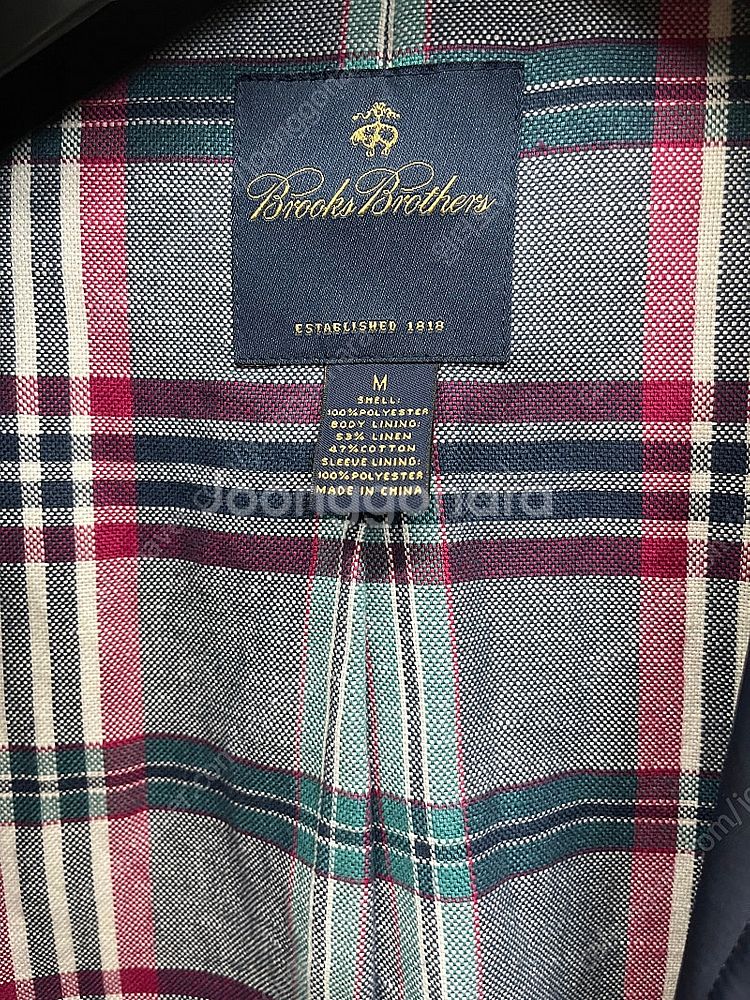 Brooks Brothers
ESTABLISHED 1818
M
SHELL:
100%POLYESTER
BODY LINING:
53% LINEN
47%COTTON
SLEEVE LINING:
100%POLYESTER
MADE IN CHINA
Joonggonara